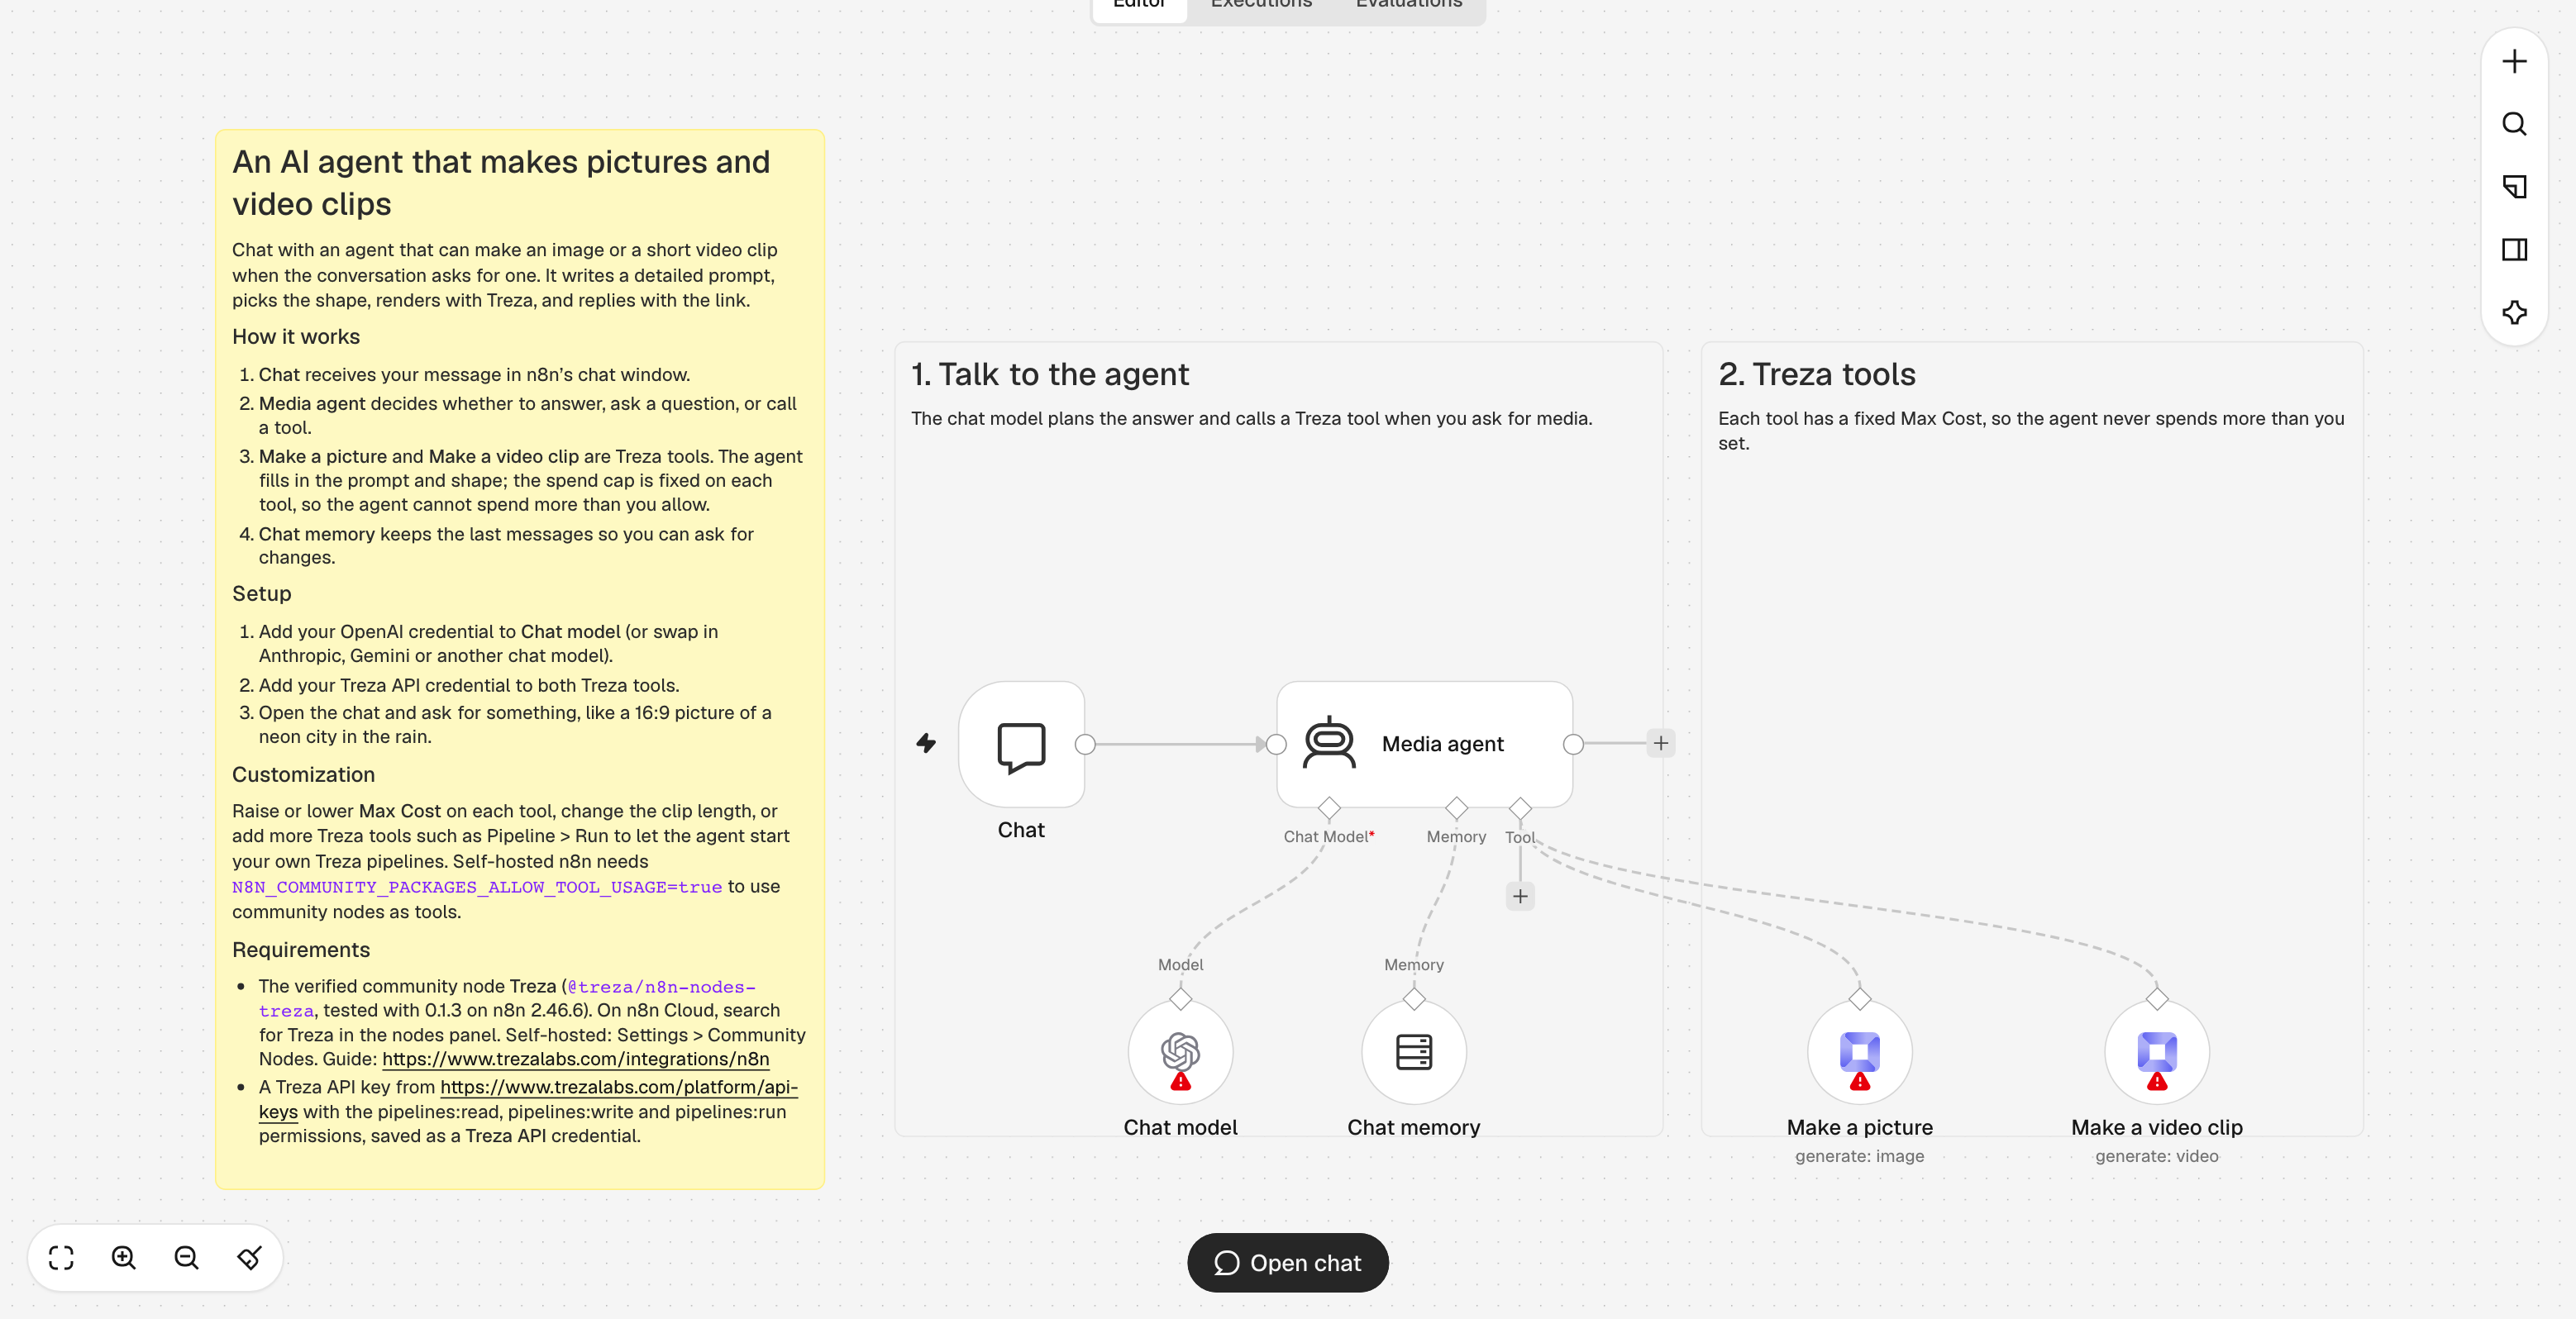 Editor Executions Evaluations
An AI agent that makes pictures and
video clips
Chat with an agent that can make an image or a short video clip
when the conversation asks for one. It writes a detailed prompt,
picks the shape, renders with Treza, and replies with the link.
How it works
1. Chat receives your message in n8n’s chat window.
2. Media agent decides whether to answer, ask a question, or call
a tool.
3. Make a picture and Make a video clip are Treza tools. The agent
fills in the prompt and shape; the spend cap is fixed on each
tool, so the agent cannot spend more than you allow.
4. Chat memory keeps the last messages so you can ask for
changes.
Setup
1. Add your OpenAI credential to Chat model (or swap in
Anthropic, Gemini or another chat model).
2. Add your Treza API credential to both Treza tools.
3. Open the chat and ask for something, like a 16:9 picture of a
neon city in the rain.
Customization
Raise or lower Max Cost on each tool, change the clip length, or
add more Treza tools such as Pipeline > Run to let the agent start
your own Treza pipelines. Self-hosted n8n needs
N8N_COMMUNITY_PACKAGES_ALLOW_TOOL_USAGE=true to use
community nodes as tools.
Requirements
• The verified community node Treza (@treza/n8n-nodes-
treza, tested with 0.1.3 on n8n 2.46.6). On n8n Cloud, search
for Treza in the nodes panel. Self-hosted: Settings > Community
Nodes. Guide: https://www.trezalabs.com/integrations/n8n
• A Treza API key from https://www.trezalabs.com/platform/api-
keys with the pipelines:read, pipelines:write and pipelines:run
permissions, saved as a Treza API credential.
1. Talk to the agent
The chat model plans the answer and calls a Treza tool when you ask for media.
Chat
Media agent
Chat Model*
Memory
Tool
Model
Memory
Chat model
Chat memory
2. Treza tools
Each tool has a fixed Max Cost, so the agent never spends more than you
set.
Make a picture
generate: image
Make a video clip
generate: video
Open chat